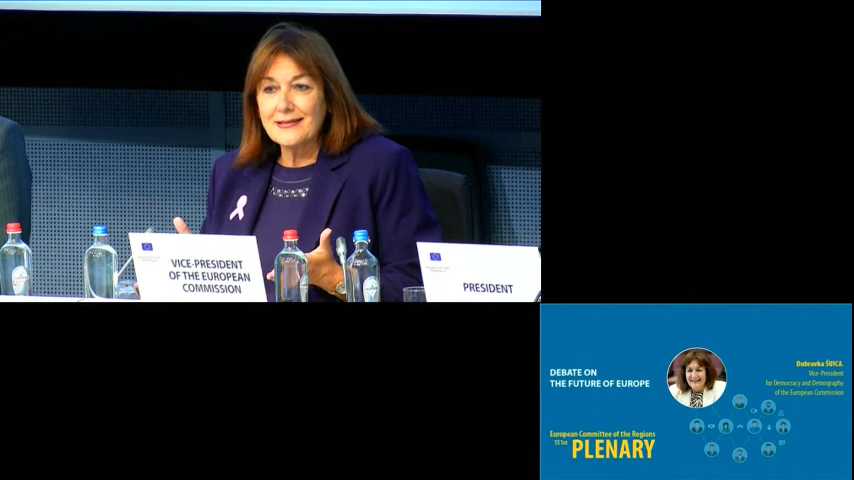 VICE-PRESIDENT
OF THE EUROPEAN
COMMISSION
PRESIDENT
DEBATE ON
THE FUTURE OF EUROPE
Dubravka ŠUICA,
Vice-President
for Democracy and Demography
of the European Commission
European Committee of the Regions
151st PLENARY